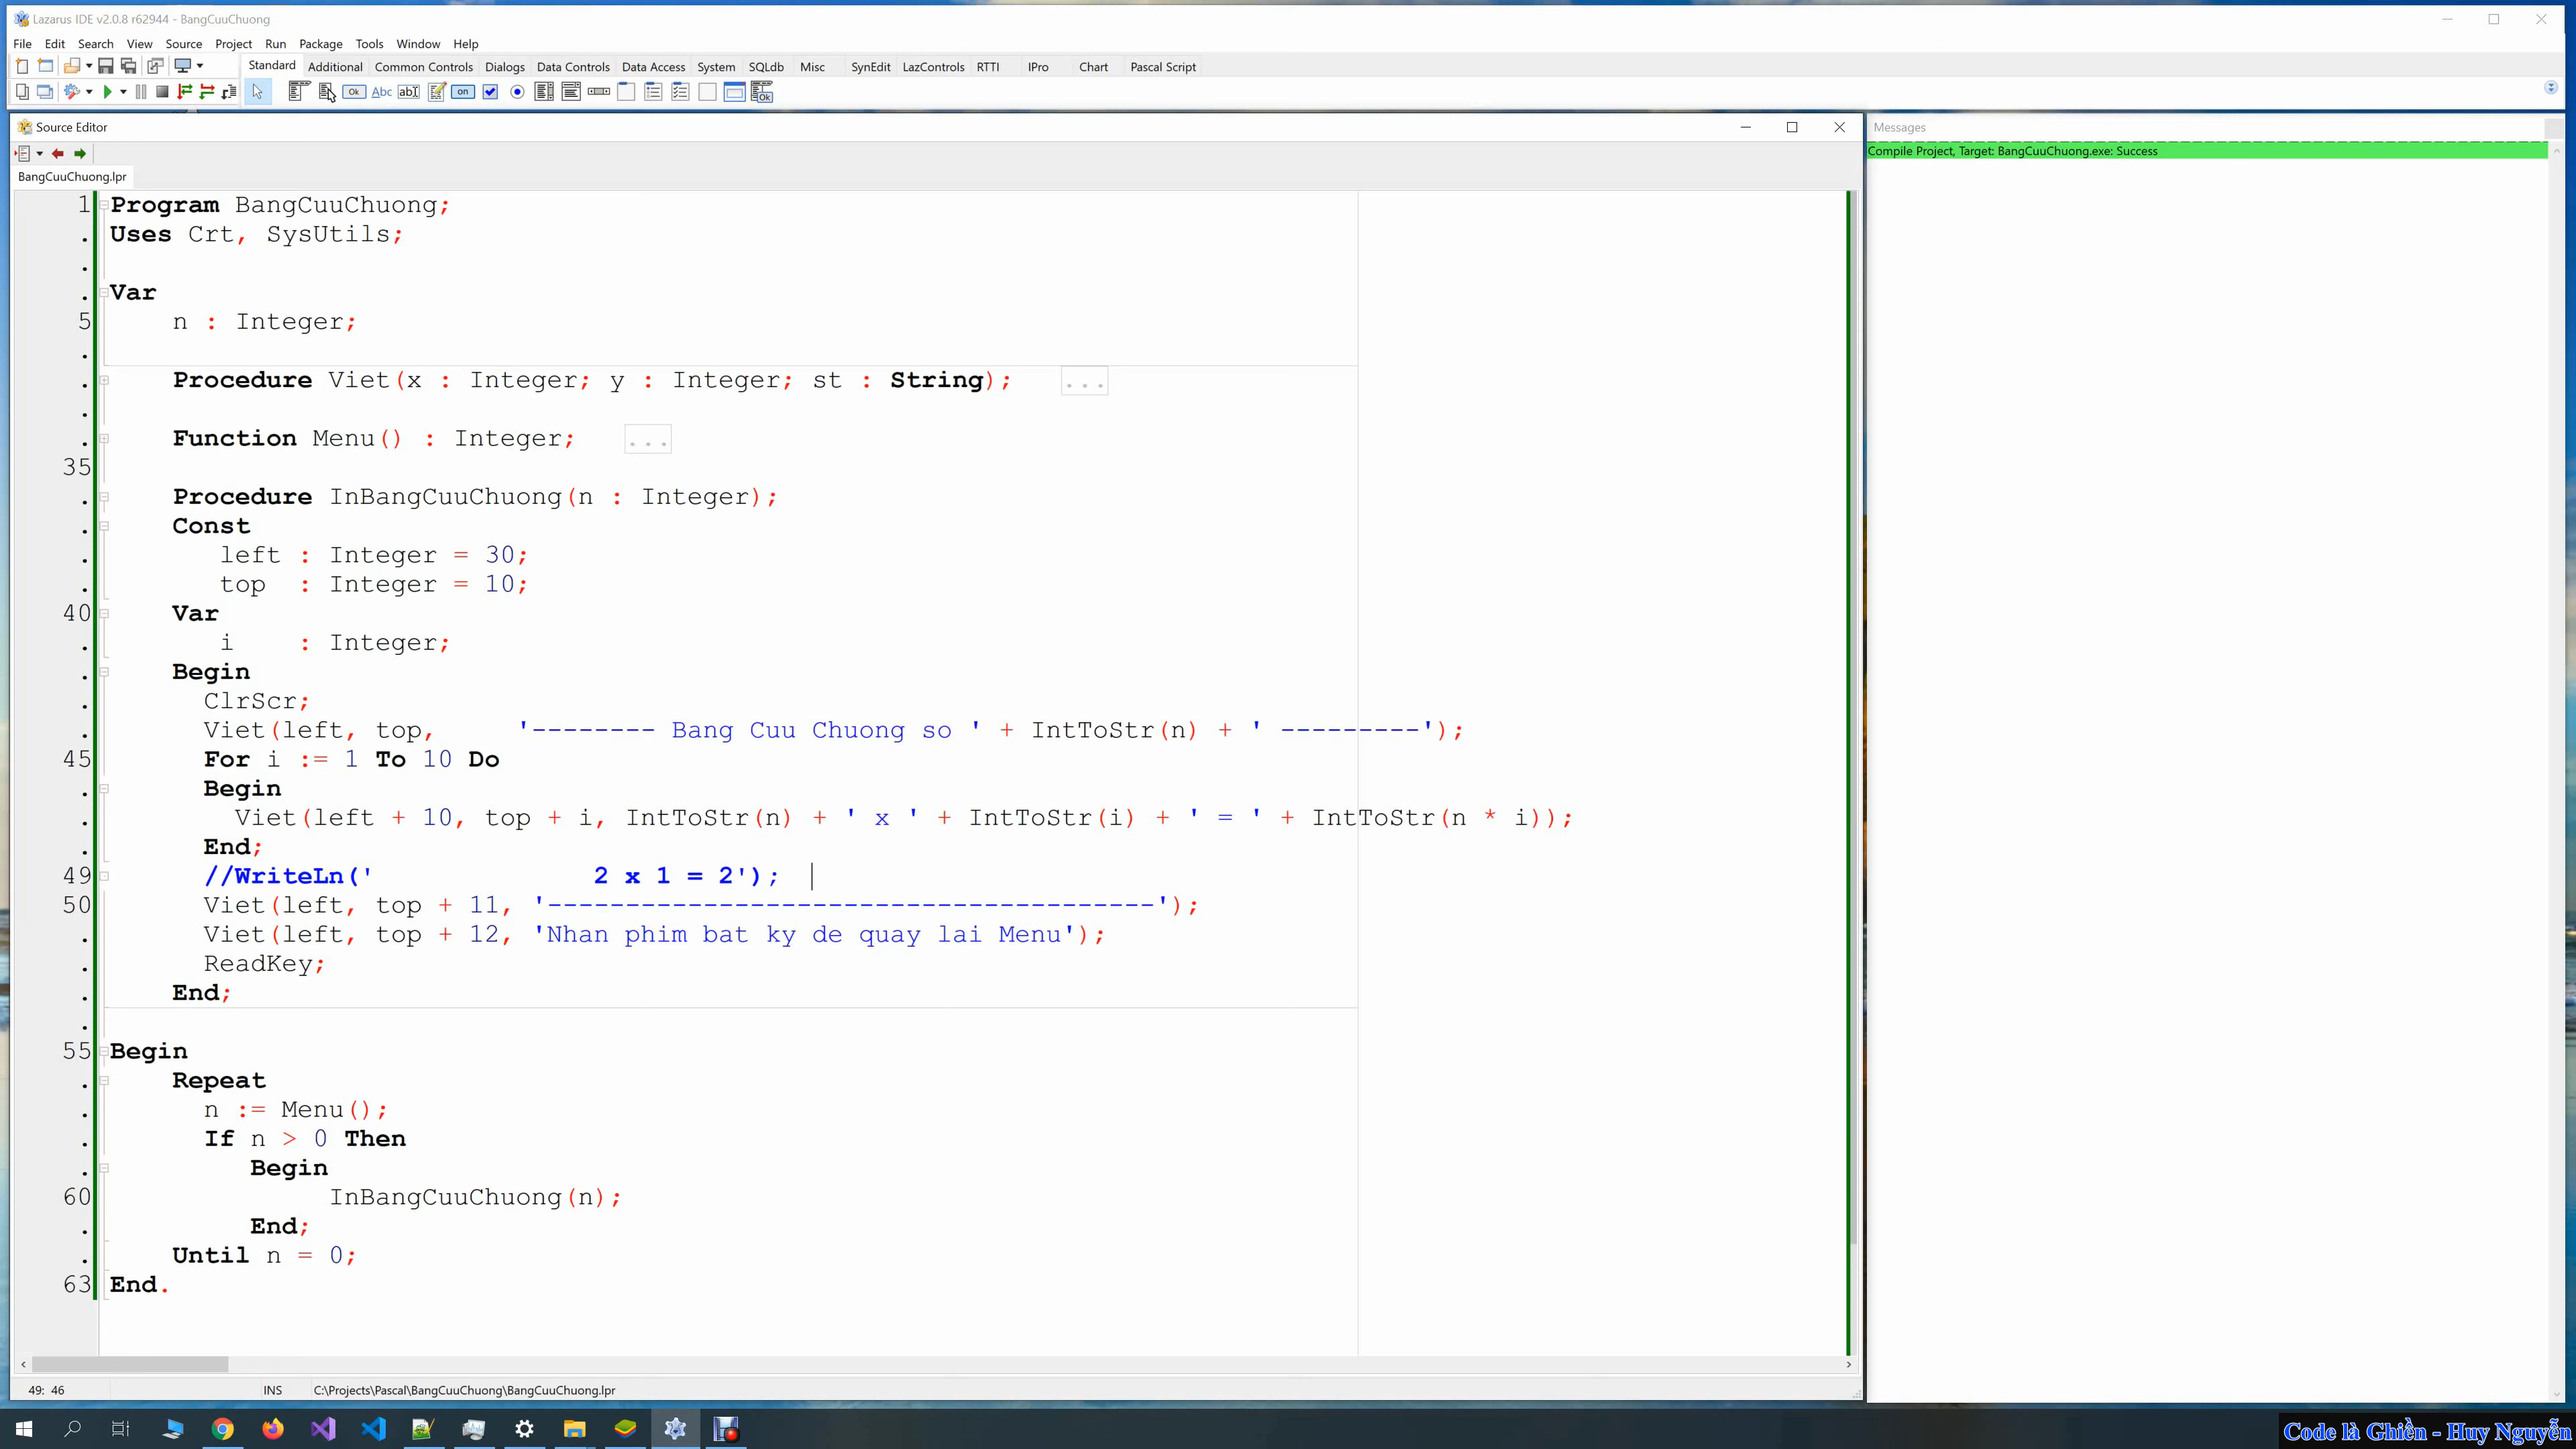 Lazarus IDE v2.0.8 r62944 - BangCuuChuong
File Edit Search View Source Project Run Package Tools Window Help
Standard Additional Common Controls Dialogs Data Controls Data Access System SQLdb Misc SynEdit LazControls RTTI IPro Chart Pascal Script
Ok Abc abI on Ok
Source Editor
Messages
Compile Project, Target: BangCuuChuong.exe: Success
BangCuuChuong.lpr
1 Program BangCuuChuong;
. Uses Crt, SysUtils;
.
. Var
5 n : Integer;
.
. Procedure Viet(x : Integer; y : Integer; st : String); ...
.
. Function Menu() : Integer; ...
35
. Procedure InBangCuuChuong(n : Integer);
. Const
. left : Integer = 30;
. top : Integer = 10;
40 Var
. i : Integer;
. Begin
. ClrScr;
. Viet(left, top, '-------- Bang Cuu Chuong so ' + IntToStr(n) + ' ---------');
45 For i := 1 To 10 Do
. Begin
. Viet(left + 10, top + i, IntToStr(n) + ' x ' + IntToStr(i) + ' = ' + IntToStr(n * i));
. End;
49 //WriteLn(' 2 x 1 = 2');
50 Viet(left, top + 11, '---------------------------------------');
. Viet(left, top + 12, 'Nhan phim bat ky de quay lai Menu');
. ReadKey;
. End;
.
55 Begin
. Repeat
. n := Menu();
. If n > 0 Then
. Begin
60 InBangCuuChuong(n);
. End;
. Until n = 0;
63 End.
49: 46 INS C:\Projects\Pascal\BangCuuChuong\BangCuuChuong.lpr
Code là Ghiền - Huy Nguyễn